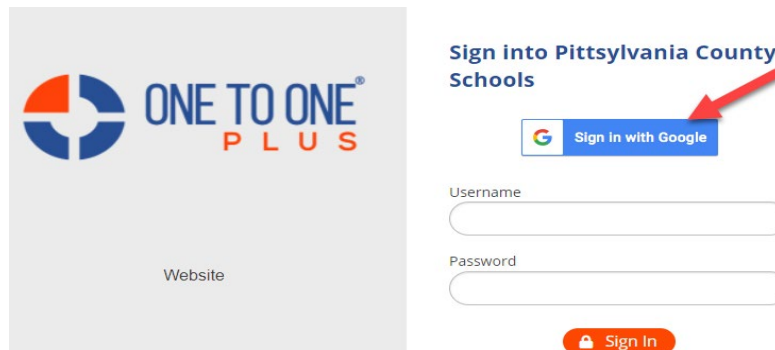 ONE TO ONE®
PLUS
Website
Sign into Pittsylvania County
Schools
G Sign in with Google
Username
Password
Sign In